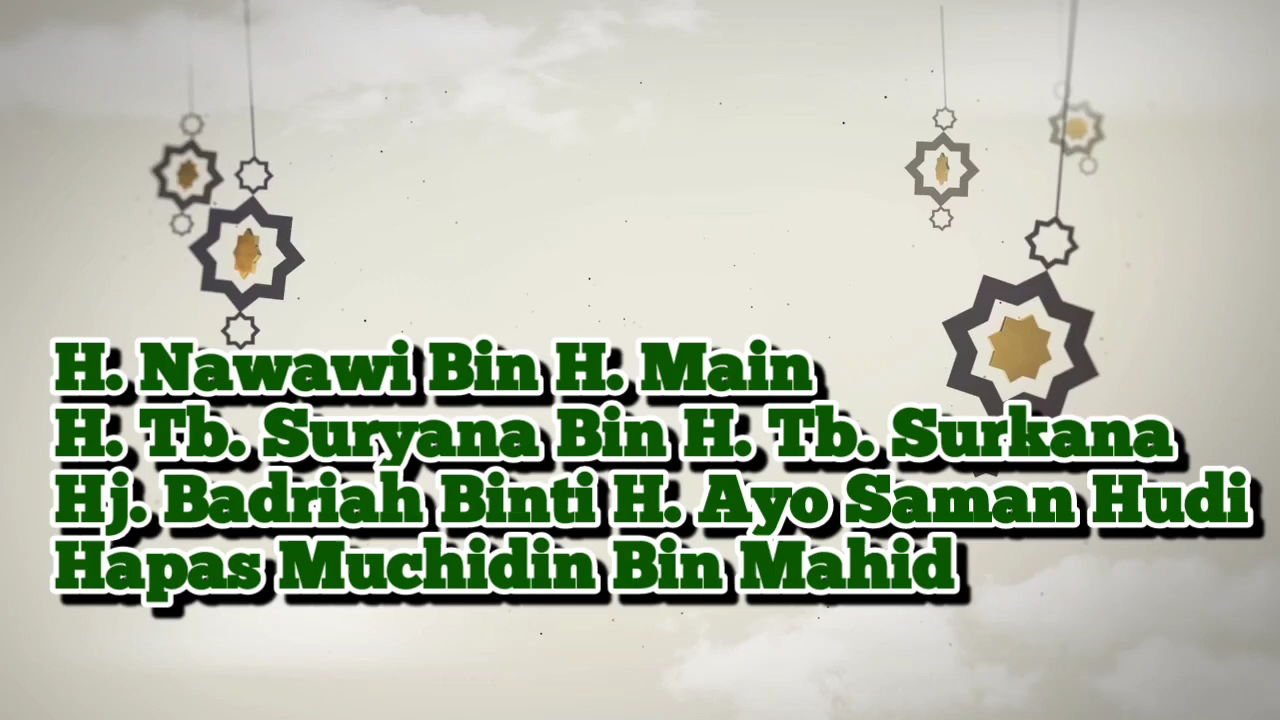 H. Nawawi Bin H. Main
H. Tb. Suryana Bin H. Tb. Surkana
Hj. Badriah Binti H. Ayo Saman Hudi
Hapas Muchidin Bin Mahid